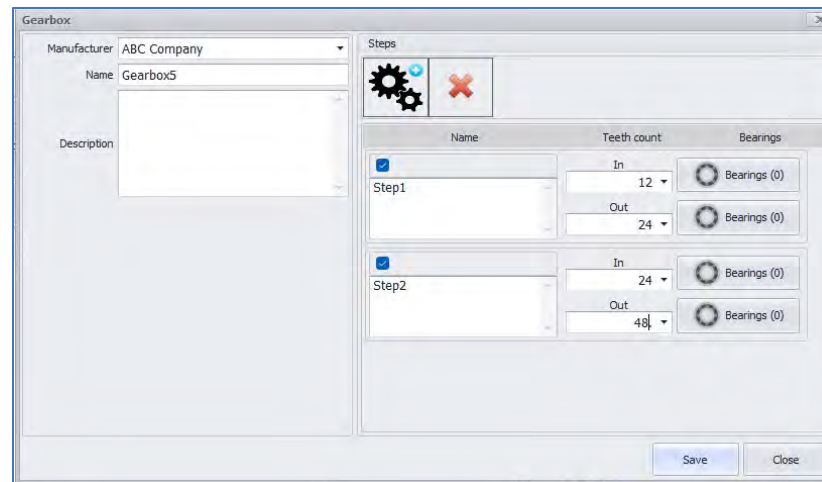 Gearbox
Manufacturer ABC Company
Name Gearbox5
Description
Steps
Name Teeth count Bearings
Step1
In
12
Bearings (0)
Out
24
Bearings (0)
Step2
In
24
Bearings (0)
Out
48
Bearings (0)
Save Close